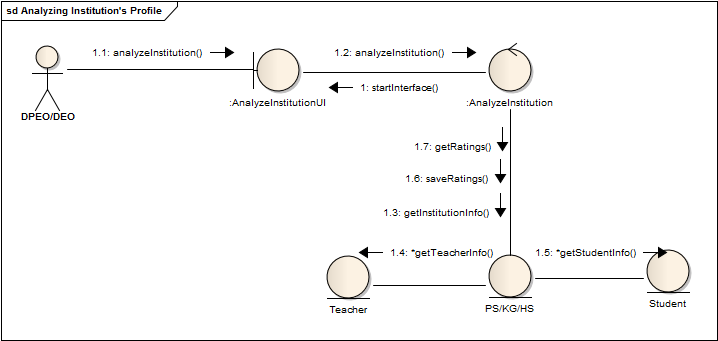 sd Analyzing Institution's Profile
1.1: analyzeInstitution()
1.2: analyzeInstitution()
1: startInterface()
DPEO/DEO
:AnalyzeInstitutionUI
:AnalyzeInstitution
1.7: getRatings()
1.6: saveRatings()
1.3: getInstitutionInfo()
1.4: *getTeacherInfo()
1.5: *getStudentInfo()
Teacher
PS/KG/HS
Student